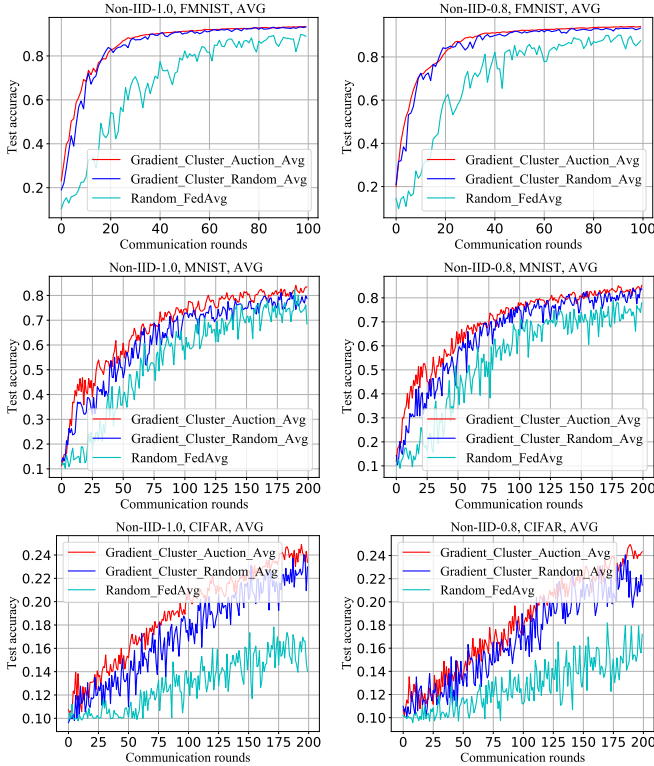 Non-IID-1.0, FMNIST, AVG
Test accuracy
0.8
0.6
0.4
0.2
Gradient_Cluster_Auction_Avg
Gradient_Cluster_Random_Avg
Random_FedAvg
0 20 40 60 80 100
Communication rounds
Non-IID-0.8, FMNIST, AVG
Test accuracy
0.8
0.6
0.4
0.2
Gradient_Cluster_Auction_Avg
Gradient_Cluster_Random_Avg
Random_FedAvg
0 20 40 60 80 100
Communication rounds
Non-IID-1.0, MNIST, AVG
Test accuracy
0.8
0.7
0.6
0.5
0.4
0.3
0.2
0.1
Gradient_Cluster_Auction_Avg
Gradient_Cluster_Random_Avg
Random_FedAvg
0 25 50 75 100 125 150 175 200
Communication rounds
Non-IID-0.8, MNIST, AVG
Test accuracy
0.8
0.7
0.6
0.5
0.4
0.3
0.2
0.1
Gradient_Cluster_Auction_Avg
Gradient_Cluster_Random_Avg
Random_FedAvg
0 25 50 75 100 125 150 175 200
Communication rounds
Non-IID-1.0, CIFAR, AVG
Test accuracy
0.24
0.22
0.20
0.18
0.16
0.14
0.12
0.10
Gradient_Cluster_Auction_Avg
Gradient_Cluster_Random_Avg
Random_FedAvg
0 25 50 75 100 125 150 175 200
Communication rounds
Non-IID-0.8, CIFAR, AVG
Test accuracy
0.24
0.22
0.20
0.18
0.16
0.14
0.12
0.10
Gradient_Cluster_Auction_Avg
Gradient_Cluster_Random_Avg
Random_FedAvg
0 25 50 75 100 125 150 175 200
Communication rounds